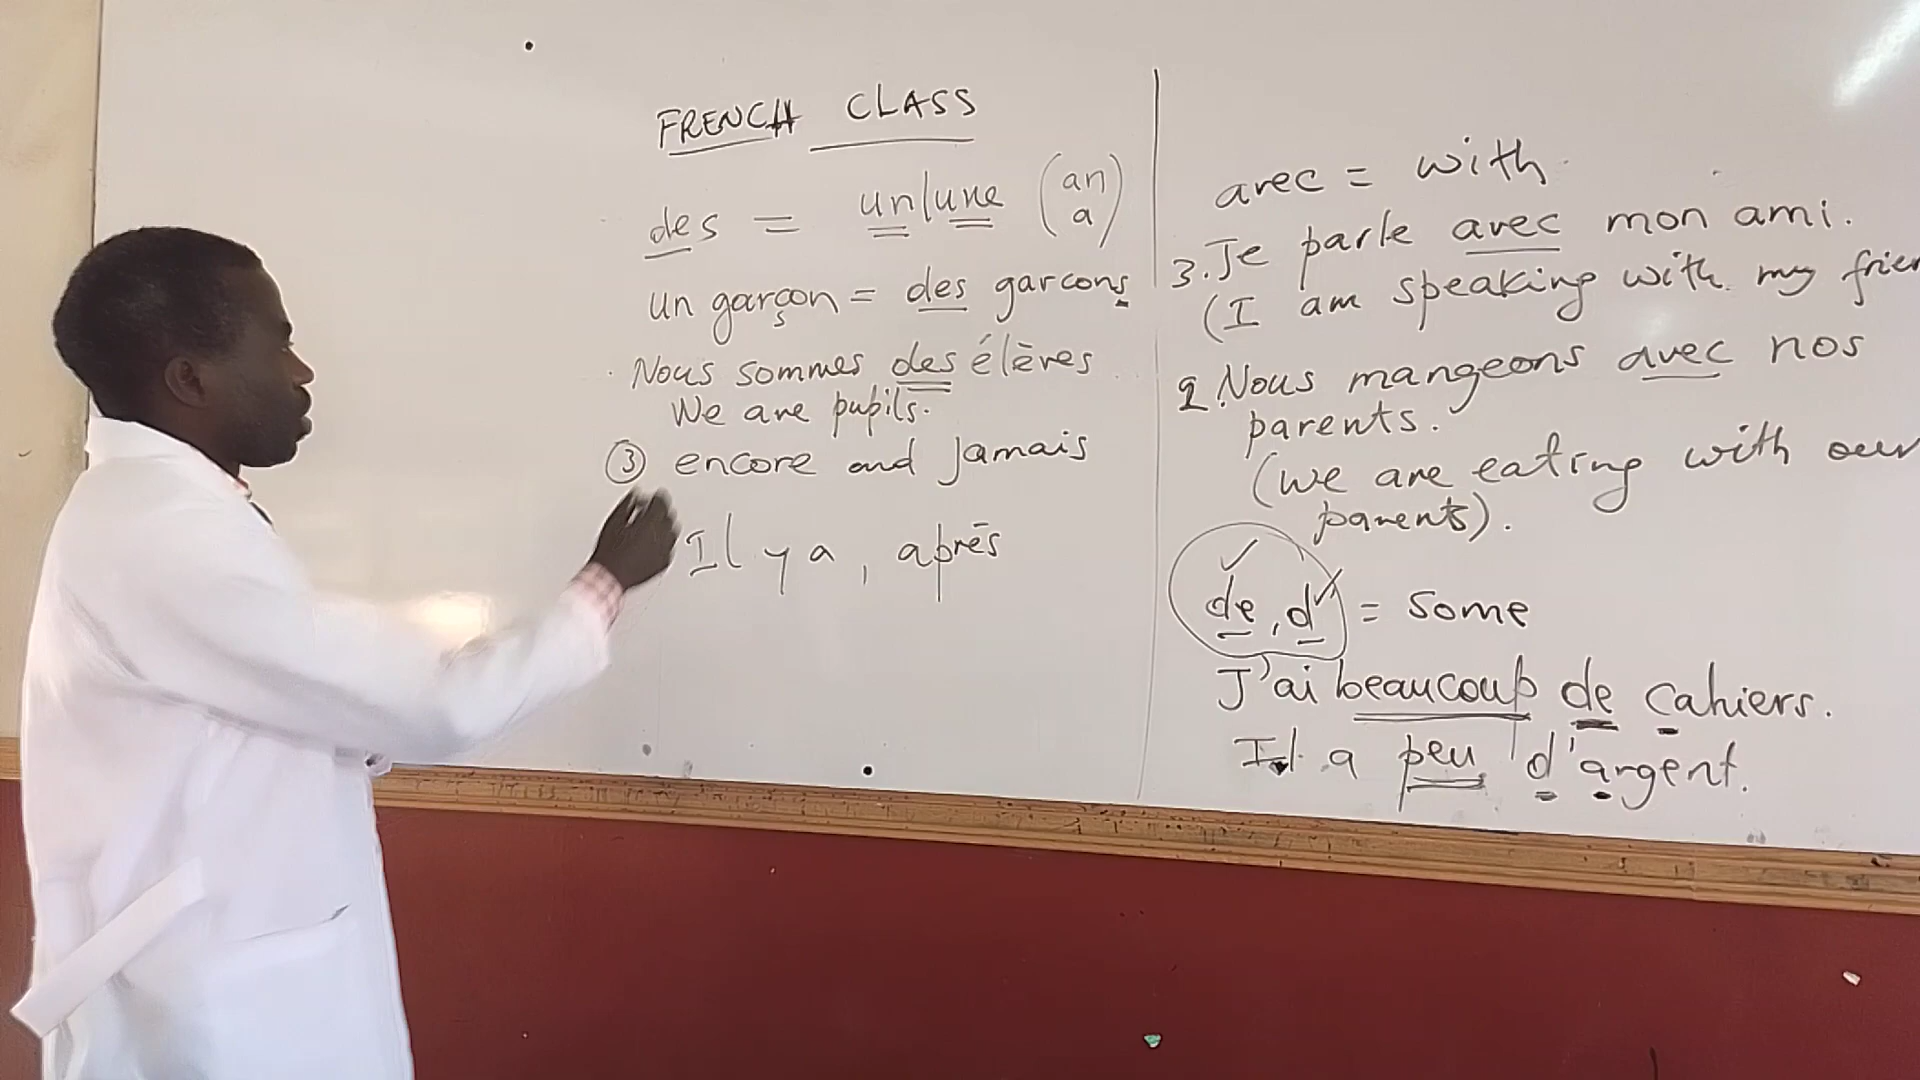 FRENCH CLASS
des = un/une (an
a)
un garçon = des garcons
Nous sommes des élèves
We are pupils.
③ encore and Jamais
Il y a, après
avec = with
3. Je parle avec mon ami.
(I am speaking with my frien
2. Nous mangeons avec nos
parents.
(we are eating with our
parents).
de, d' = some
J'ai beaucoup de cahiers.
Il a peu d'argent.